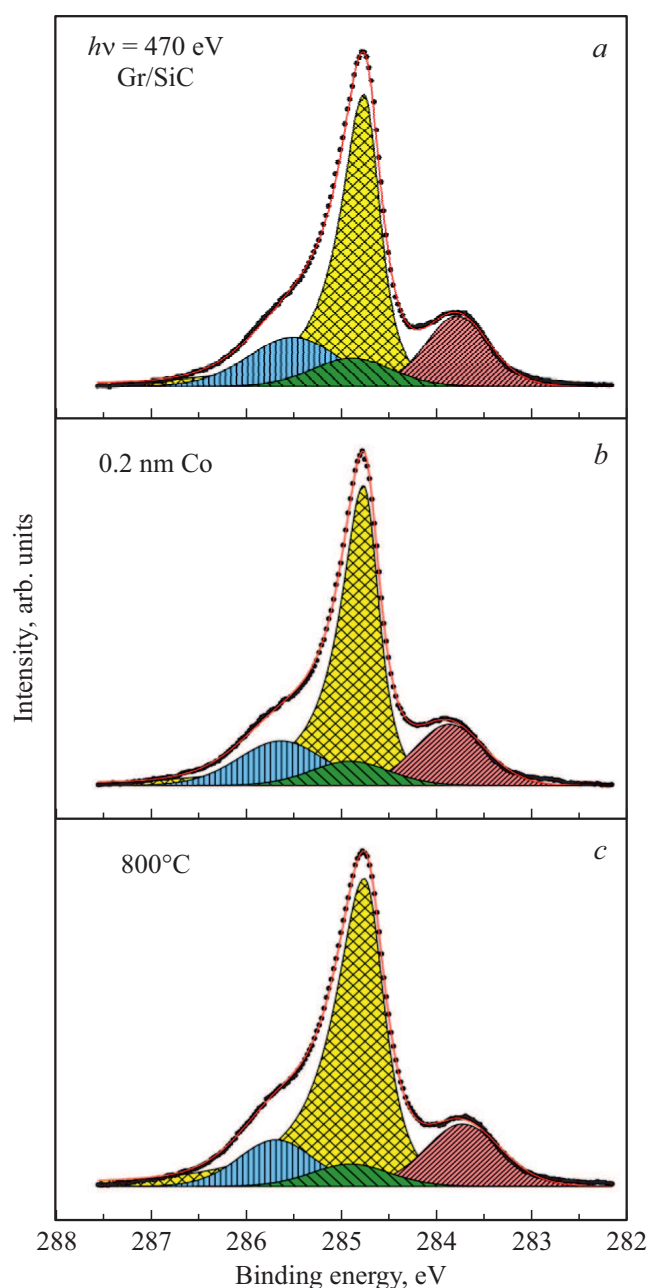 hν = 470 eV
Gr/SiC
a
0.2 nm Co
b
800°C
c
Intensity, arb. units
288 287 286 285 284 283 282
Binding energy, eV